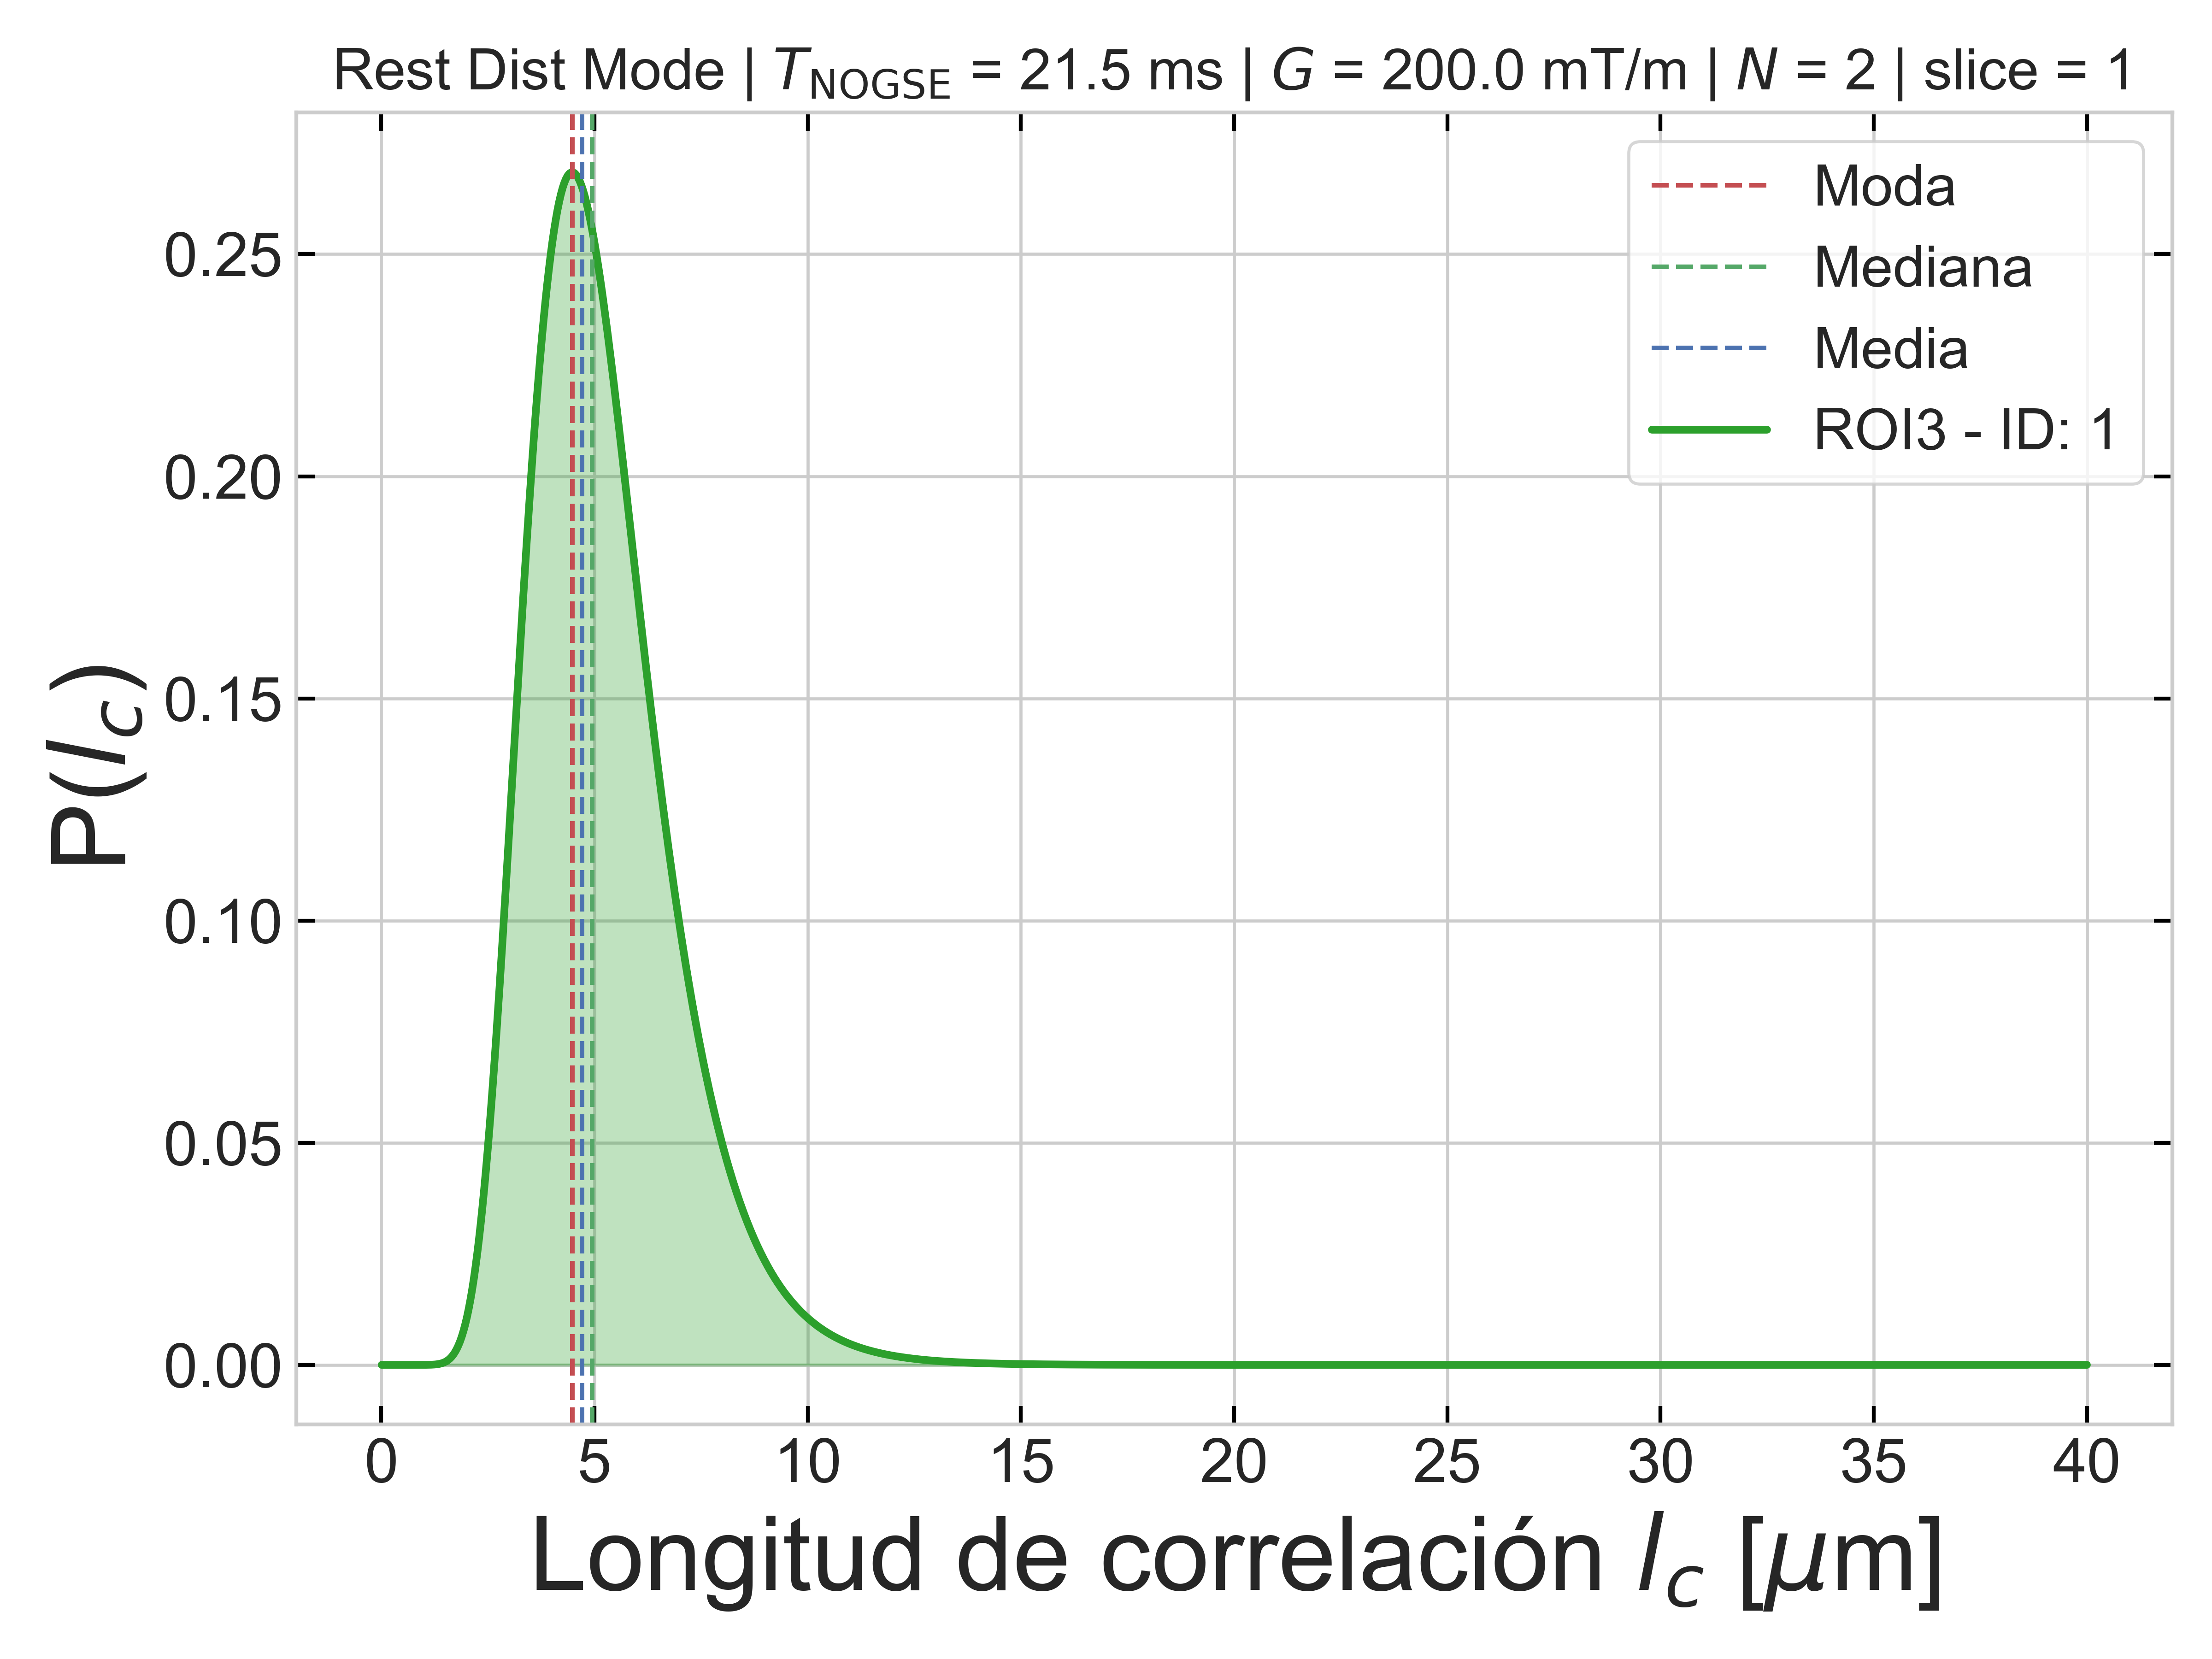 Rest Dist Mode | T_NOGSE = 21.5 ms | G = 200.0 mT/m | N = 2 | slice = 1
Moda
Mediana
Media
ROI3 - ID: 1
P(l_c)
0.25
0.20
0.15
0.10
0.05
0.00
0 5 10 15 20 25 30 35 40
Longitud de correlación l_c [μm]